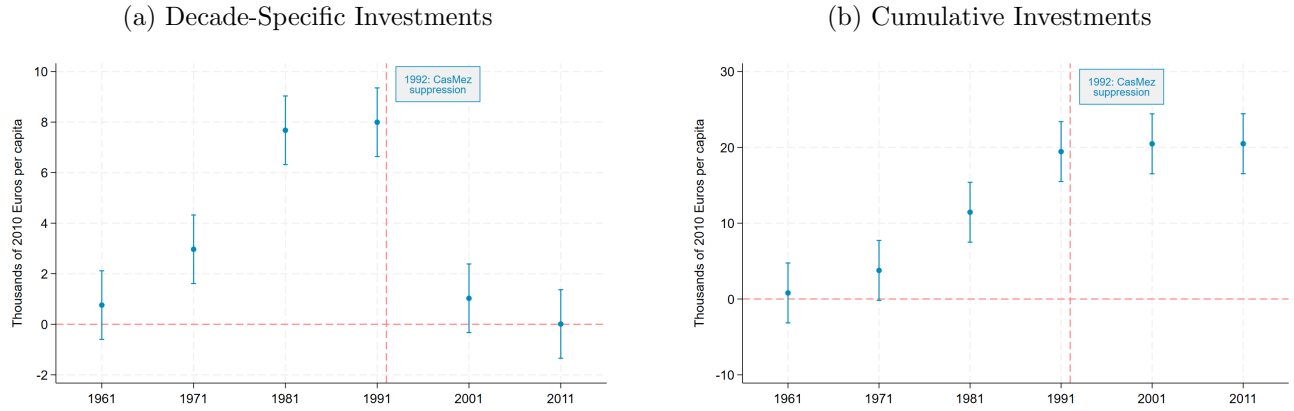 (a) Decade-Specific Investments
Thousands of 2010 Euros per capita
10
8
6
4
2
0
-2
1992: CasMez
suppression
1961 1971 1981 1991 2001 2011
(b) Cumulative Investments
Thousands of 2010 Euros per capita
30
20
10
0
-10
1992: CasMez
suppression
1961 1971 1981 1991 2001 2011